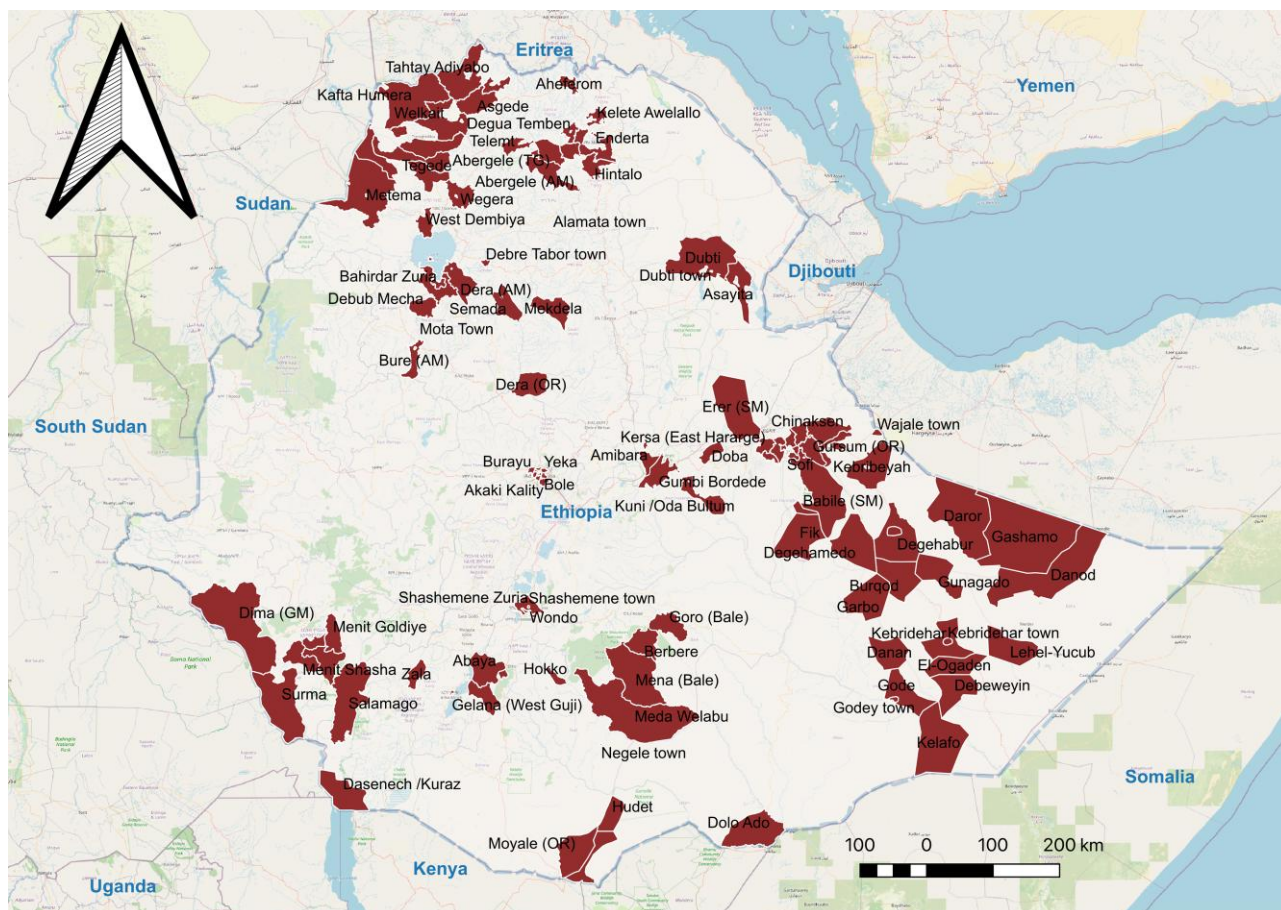 Eritrea
Yemen
Tahtay Adiyabo
Aheferom
Kafta Humera
Asgede
Welkait
Kelete Awelallo
Degua Temben
Enderta
Telemt
Abergele (TG)
Tegede
Hintalo
Abergele (AM)
Metema
Wegera
Sudan
West Dembiya
Alamata town
Debre Tabor town
Dubti
Djibouti
Bahirdar Zuria
Dubti town
Dera (AM)
Asayita
Debub Mecha
Semada
Mekdela
Mota Town
Bure (AM)
Dera (OR)
Erer (SM)
South Sudan
Chinaksen
Wajale town
Kersa (East Hararge)
Gursum (OR)
Amibara
Doba
Burayu
Yeka
Sofi
Kebribeyah
Akaki Kality
Bole
Gumbi Bordede
Kuni /Oda Bultum
Babile (SM)
Ethiopia
Daror
Fik
Gashamo
Degehamedo
Degehabur
Danod
Burqod
Gunagado
Garbo
Shashemene Zuria
Shashemene town
Dima (GM)
Wondo
Goro (Bale)
Menit Goldiye
Kebridehar
Kebridehar town
Berbere
Danan
Lehel-Yucub
Abaya
Hokko
El-Ogaden
Menit Shasha
Zala
Mena (Bale)
Gode
Debeweyin
Surma
Salamago
Gelana (West Guji)
Godey town
Meda Welabu
Kelafo
Negele town
Somalia
Dasenech /Kuraz
Hudet
Dolo Ado
Moyale (OR)
Kenya
100 0 100 200 km
Uganda